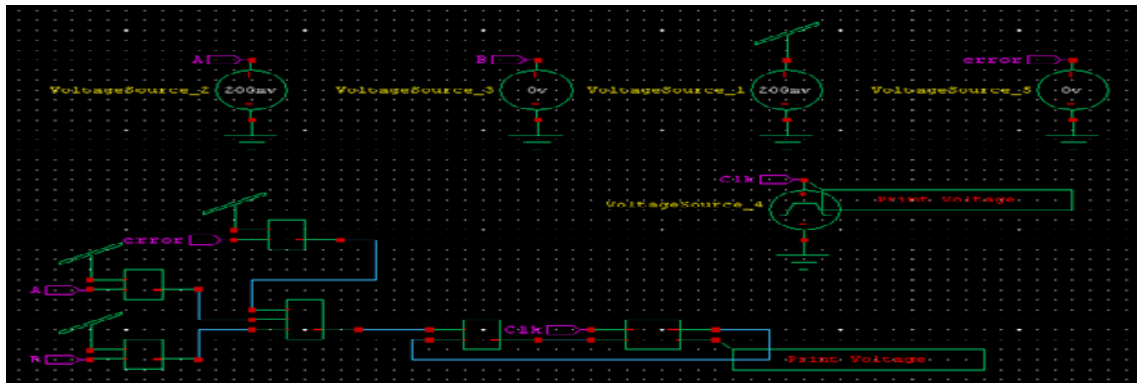 A B error
VoltageSource_2 200mv VoltageSource_3 0v VoltageSource_1 200mv VoltageSource_5 0v
Clk
VoltageSource_4 Print Voltage
error
A
Clk
B Print Voltage